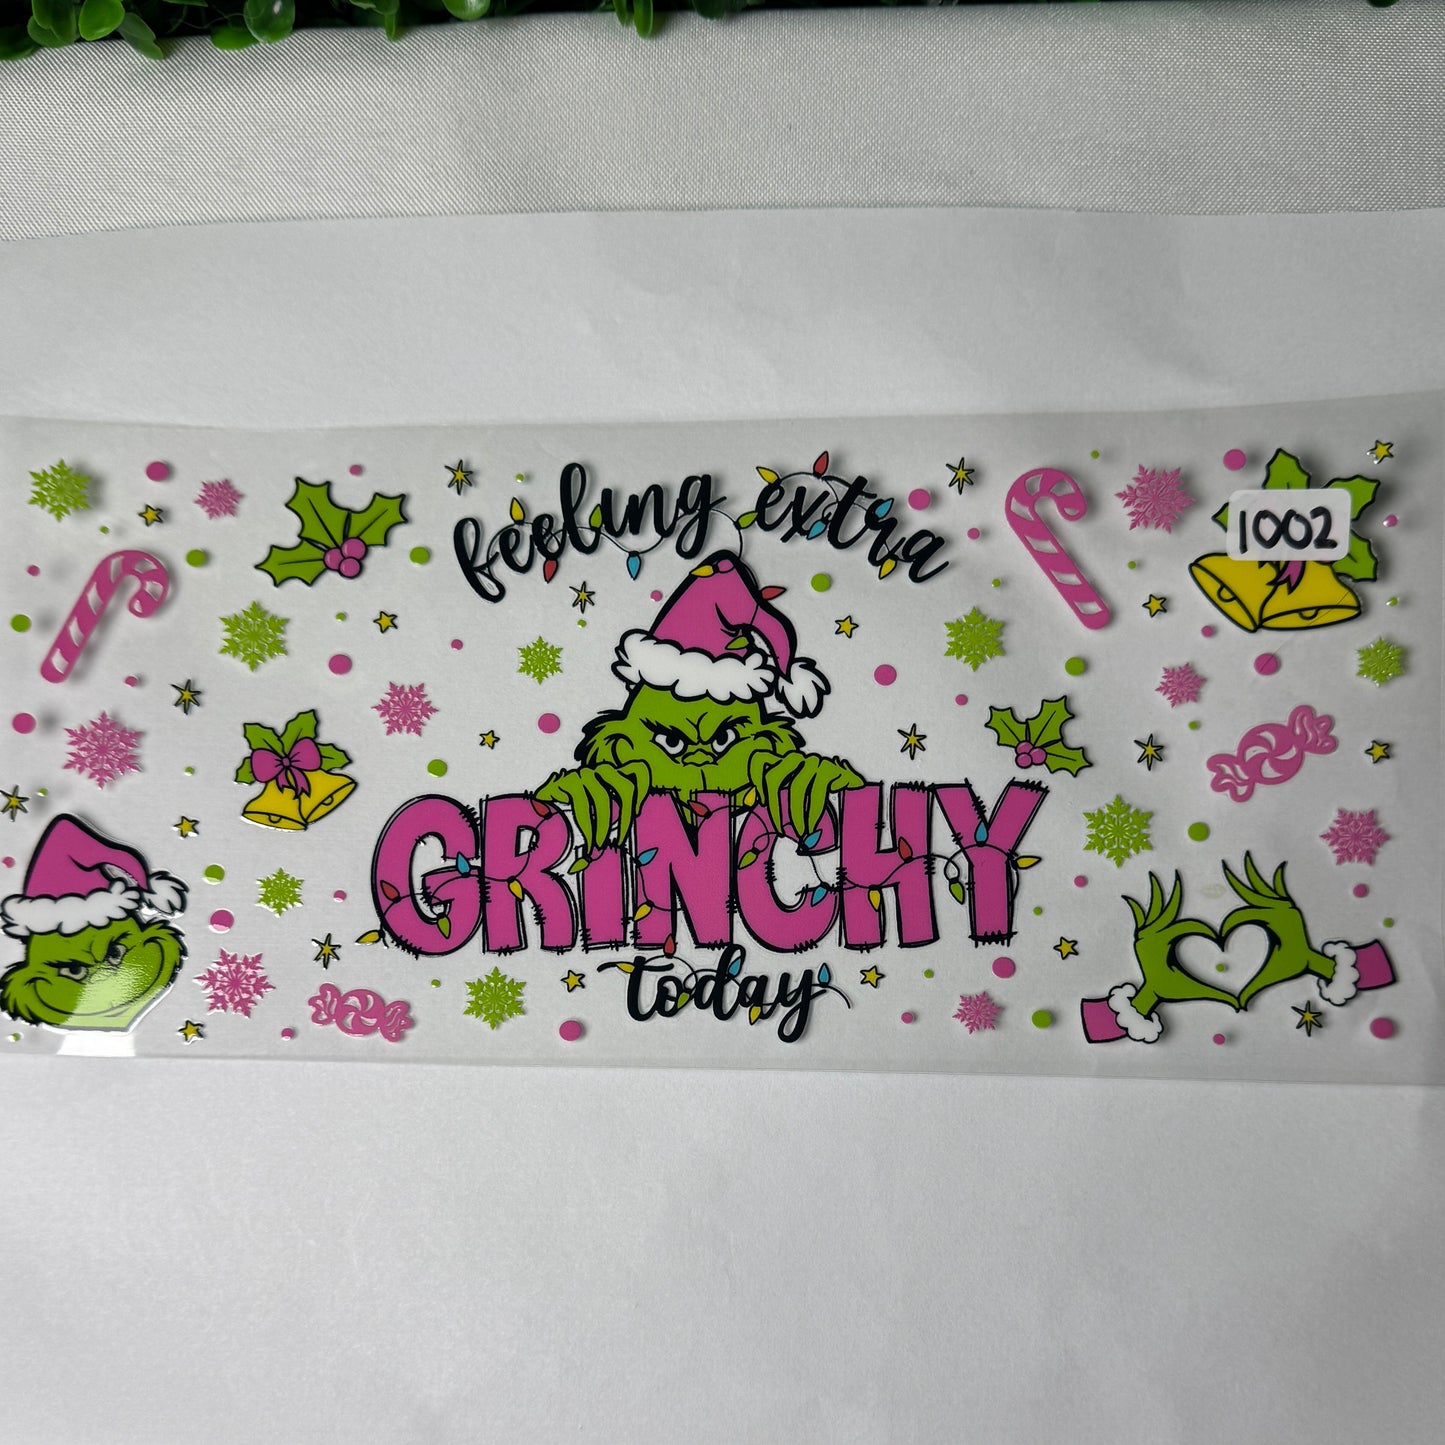 feeling extra
1002
GRINCHY
today